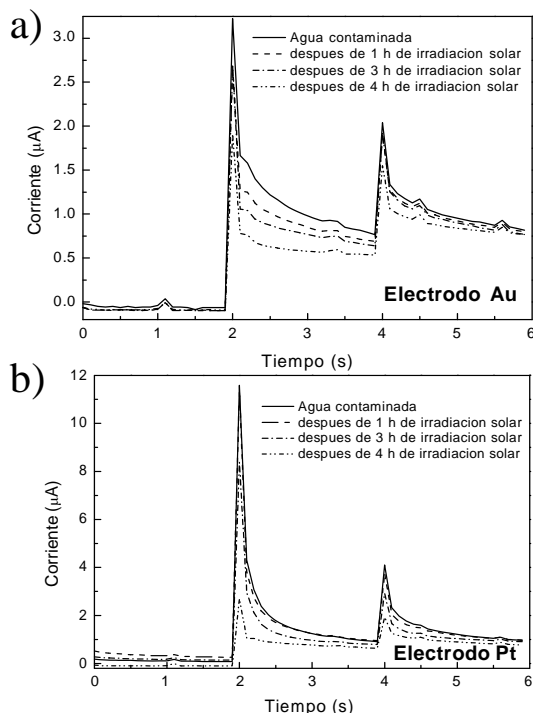 a)
Agua contaminada
despues de 1 h de irradiacion solar
despues de 3 h de irradiacion solar
despues de 4 h de irradiacion solar
3.0
2.5
2.0
1.5
1.0
0.5
0.0
Corriente (µA)
Electrodo Au
0 1 2 3 4 5 6
Tiempo (s)
b)
Agua contaminada
despues de 1 h de irradiacion solar
despues de 3 h de irradiacion solar
despues de 4 h de irradiacion solar
12
10
8
6
4
2
0
Corriente (µA)
Electrodo Pt
0 1 2 3 4 5 6
Tiempo (s)